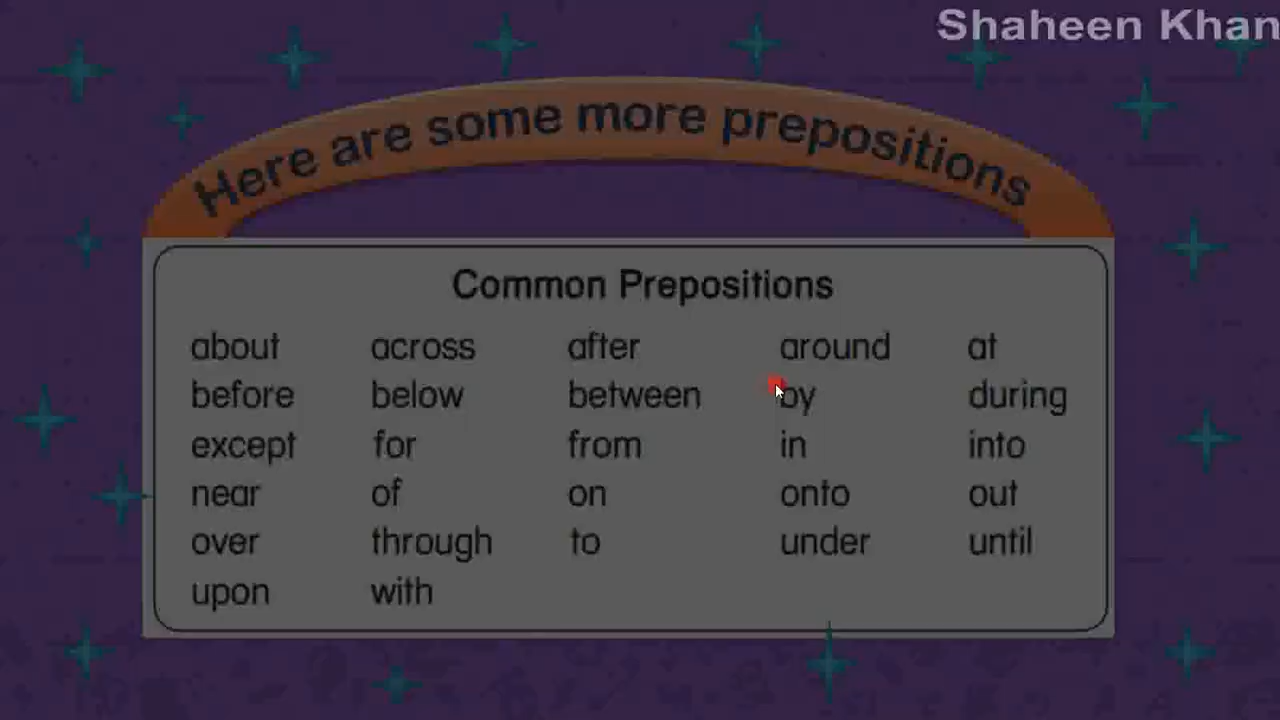 Shaheen Khan
Here are some more prepositions
Common Prepositions
about across after around at
before below between by during
except for from in into
near of on onto out
over through to under until
upon with